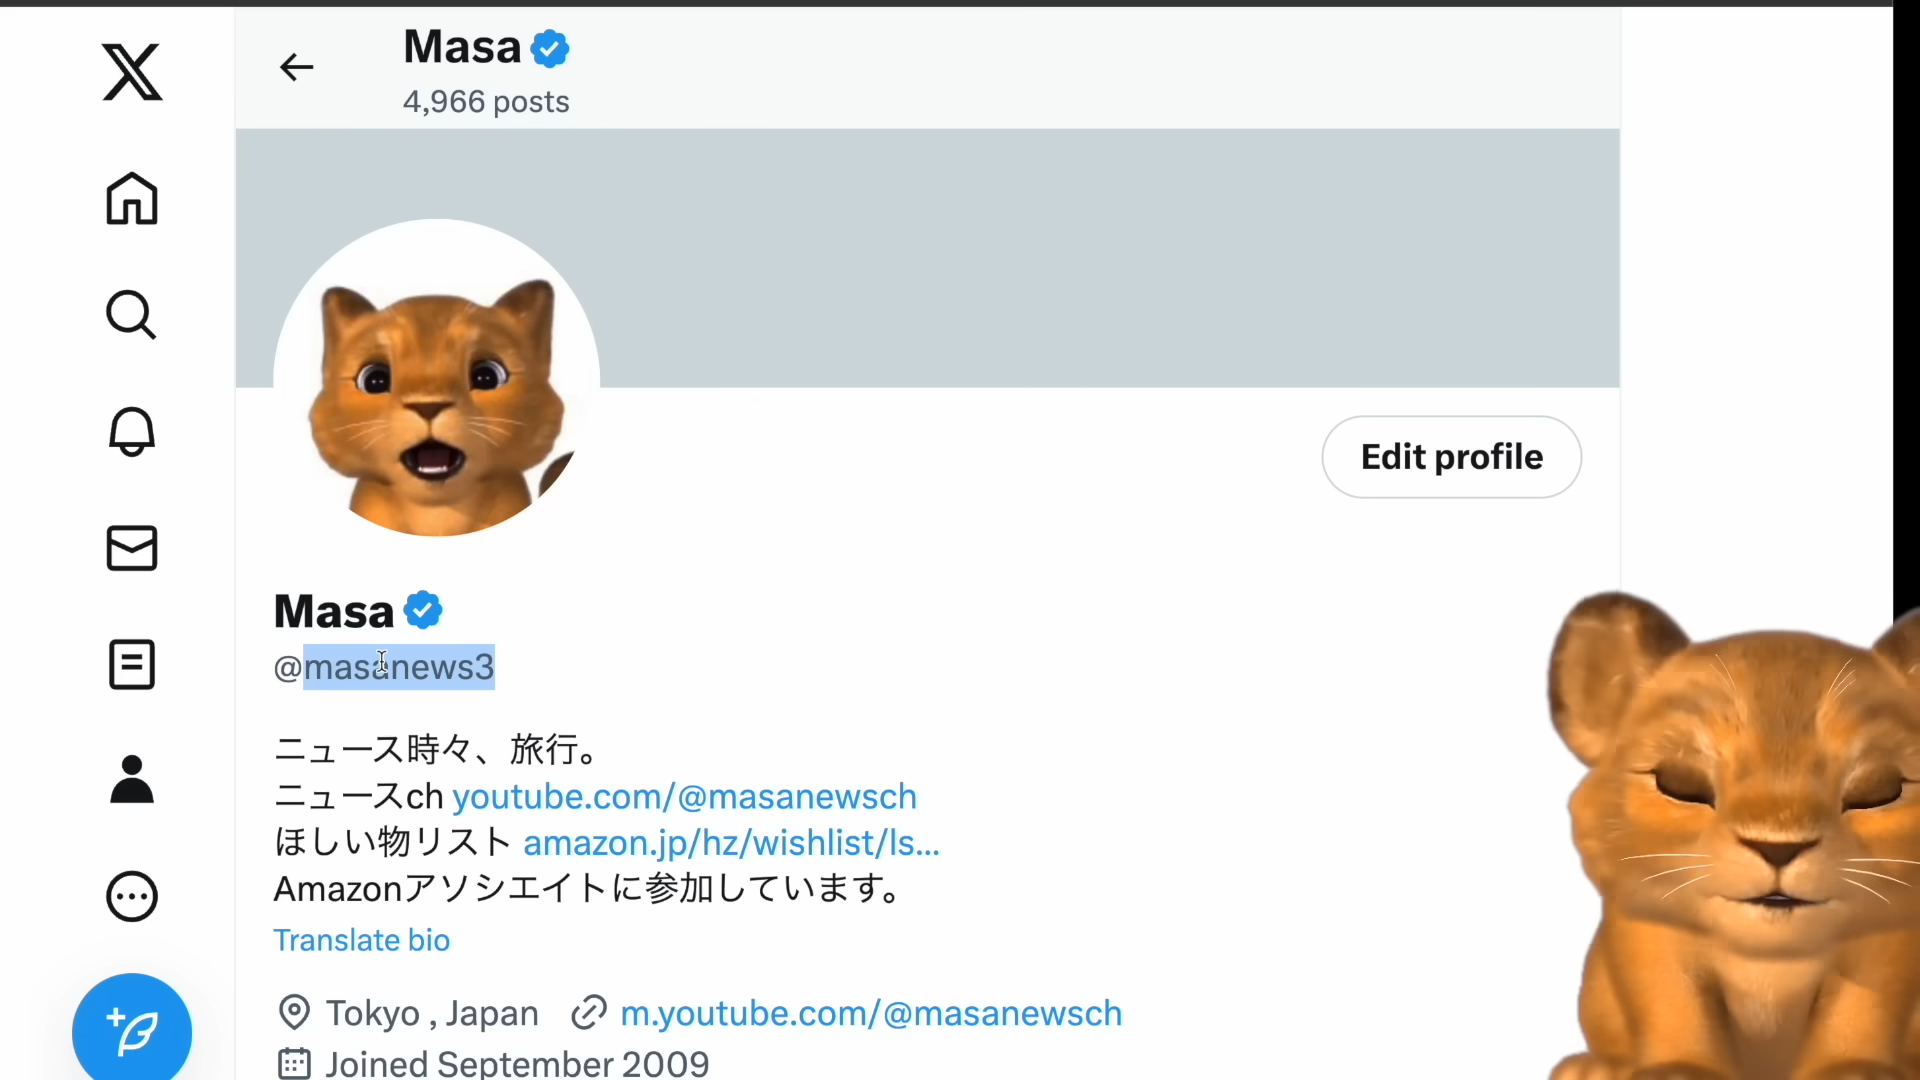 Masa
4,966 posts
Edit profile
Masa
@masanews3
ニュース時々、旅行。
ニュースch youtube.com/@masanewsch
ほしい物リスト amazon.jp/hz/wishlist/ls...
Amazonアソシエイトに参加しています。
Translate bio
Tokyo , Japan m.youtube.com/@masanewsch
Joined September 2009